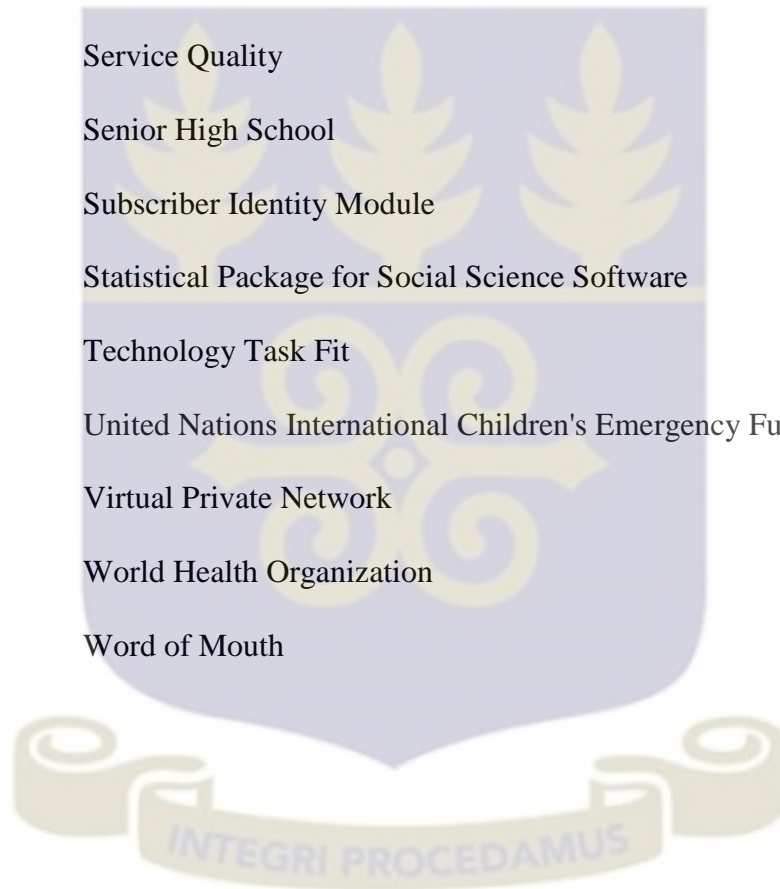 Service Quality
Senior High School
Subscriber Identity Module
Statistical Package for Social Science Software
Technology Task Fit
United Nations International Children's Emergency Fu
Virtual Private Network
World Health Organization
Word of Mouth
INTEGRI PROCEDAMUS